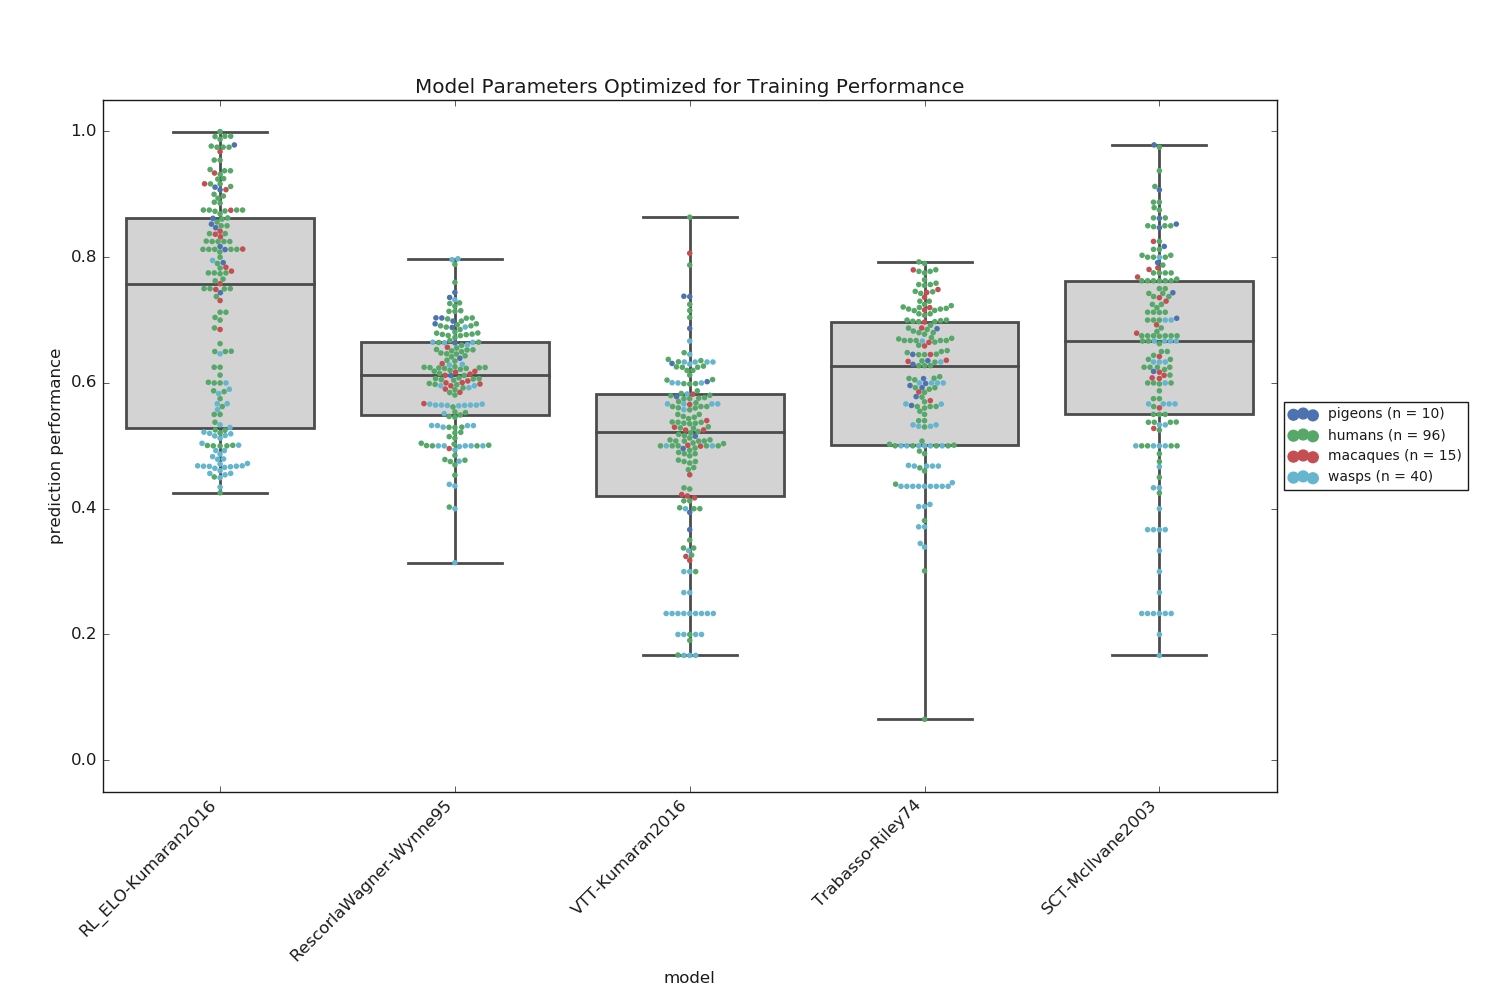 Model Parameters Optimized for Training Performance
1.0
0.8
0.6
0.4
0.2
0.0
prediction performance
RL_ELO-Kumaran2016
RescorlaWagner-Wynne95
VTT-Kumaran2016
Trabasso-Riley74
SCT-McIlvane2003
model
pigeons (n = 10)
humans (n = 96)
macaques (n = 15)
wasps (n = 40)